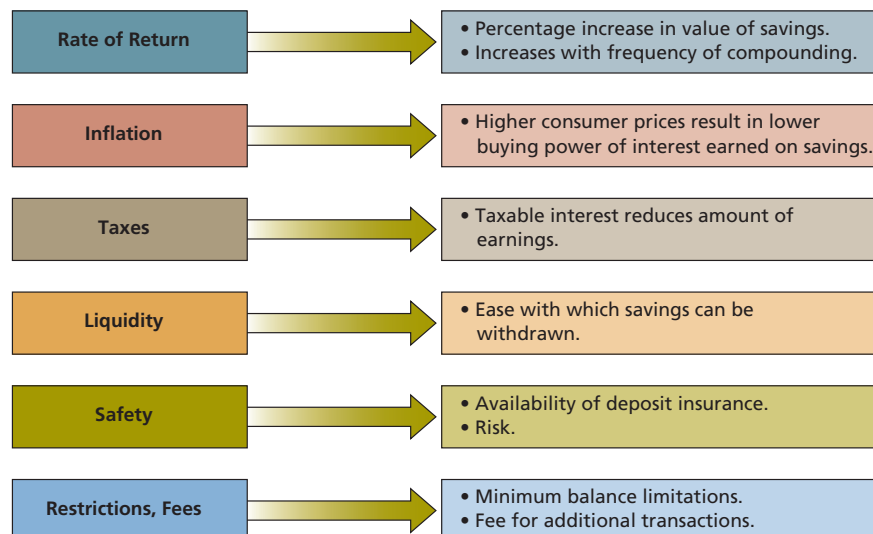 Rate of Return
• Percentage increase in value of savings.
• Increases with frequency of compounding.
Inflation
• Higher consumer prices result in lower
buying power of interest earned on savings.
Taxes
• Taxable interest reduces amount of
earnings.
Liquidity
• Ease with which savings can be
withdrawn.
Safety
• Availability of deposit insurance.
• Risk.
Restrictions, Fees
• Minimum balance limitations.
• Fee for additional transactions.